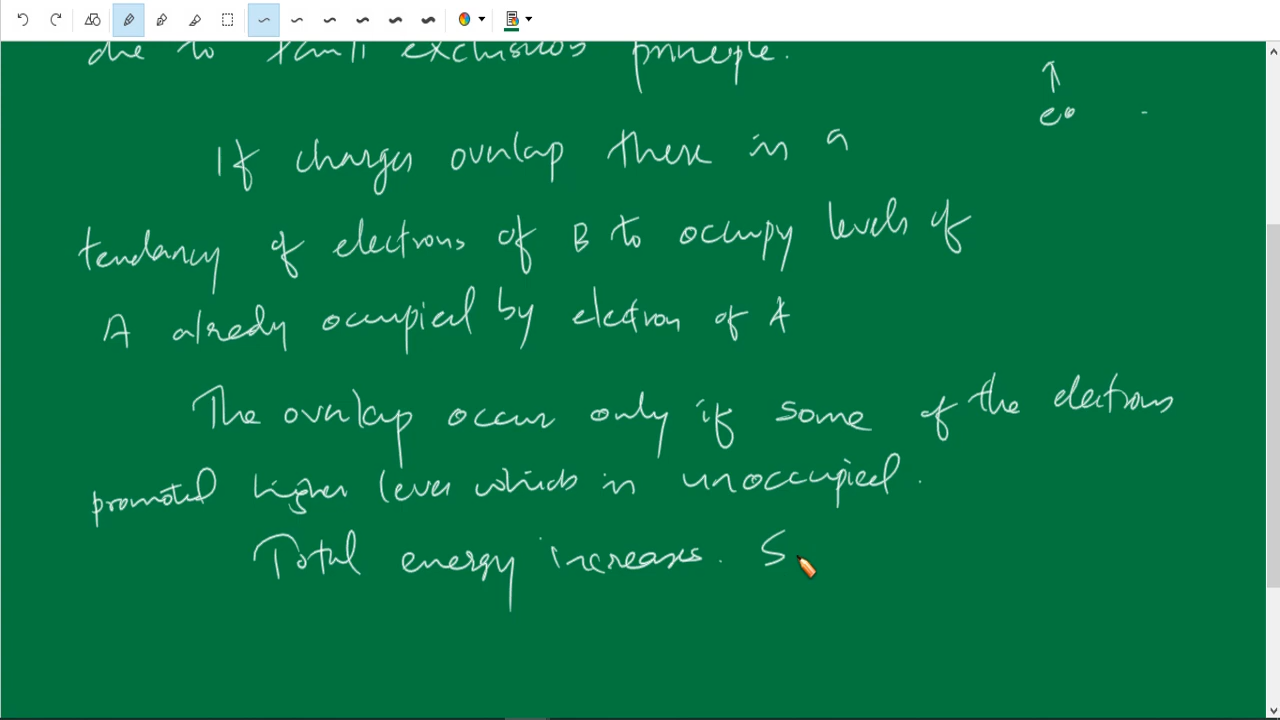 due to Pauli exclusion principle.
If charges overlap there is a
tendancy of electrons of B to occupy levels of
A already occupied by electron of A
The overlap occur only if some of the electrons
promoted higher level which is unoccupied.
Total energy increases. S